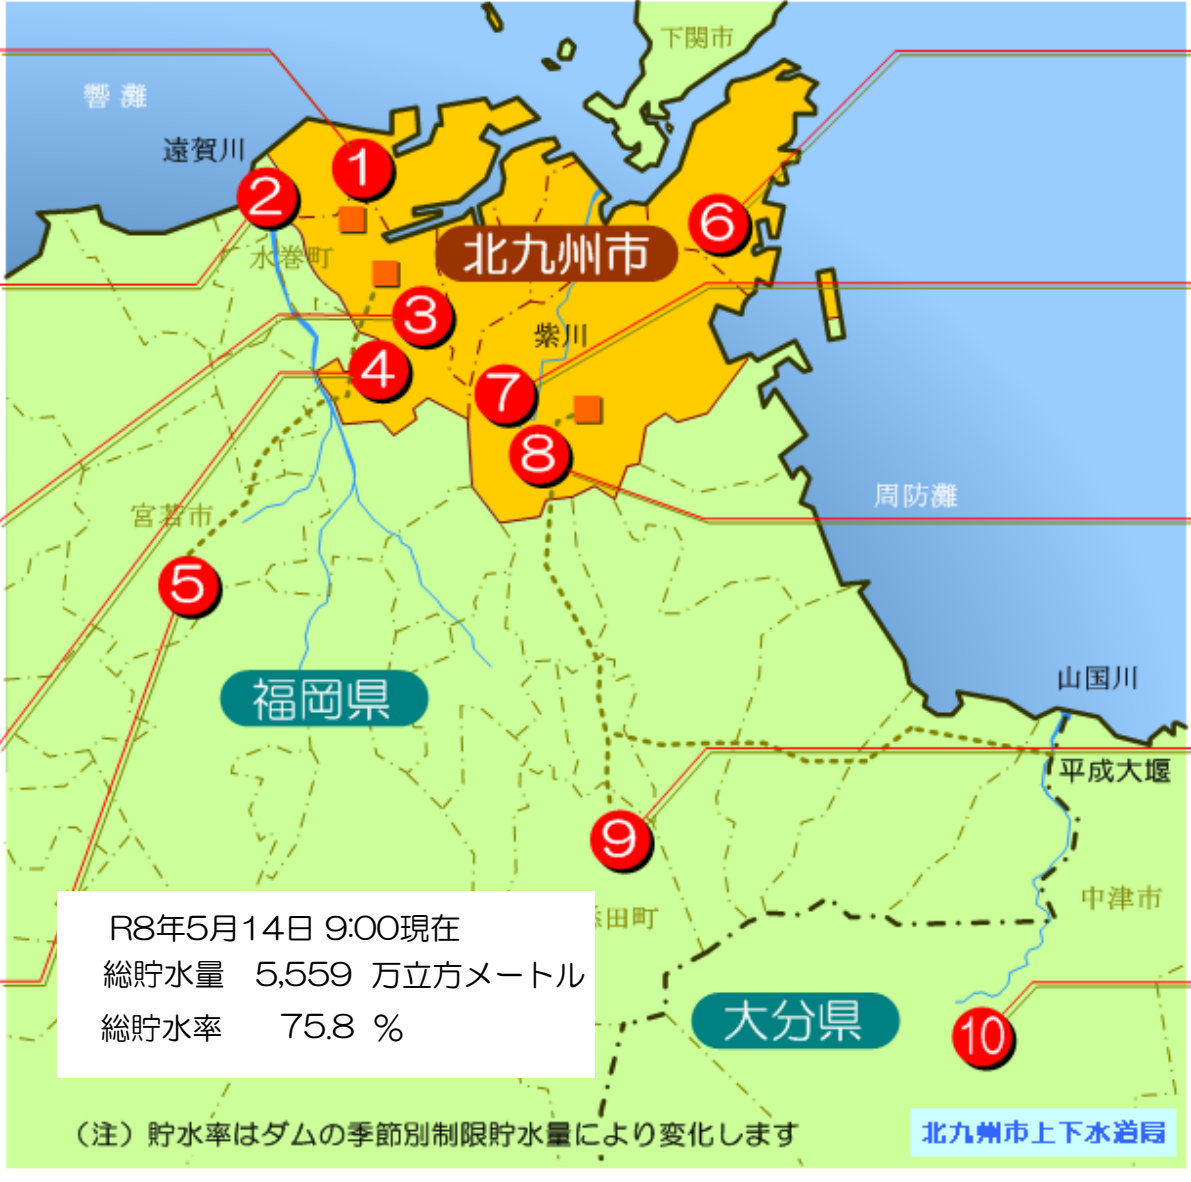 下関市
響灘
遠賀川
1
2
6
水巻町
北九州市
3
紫川
4
7
8
周防灘
宮若市
5
山国川
福岡県
平成大堰
9
中津市
田町
R8年5月14日 9:00現在
総貯水量 5,559 万立方メートル
総貯水率 75.8 %
大分県
10
（注）貯水率はダムの季節別制限貯水量により変化します
北九州市上下水道局